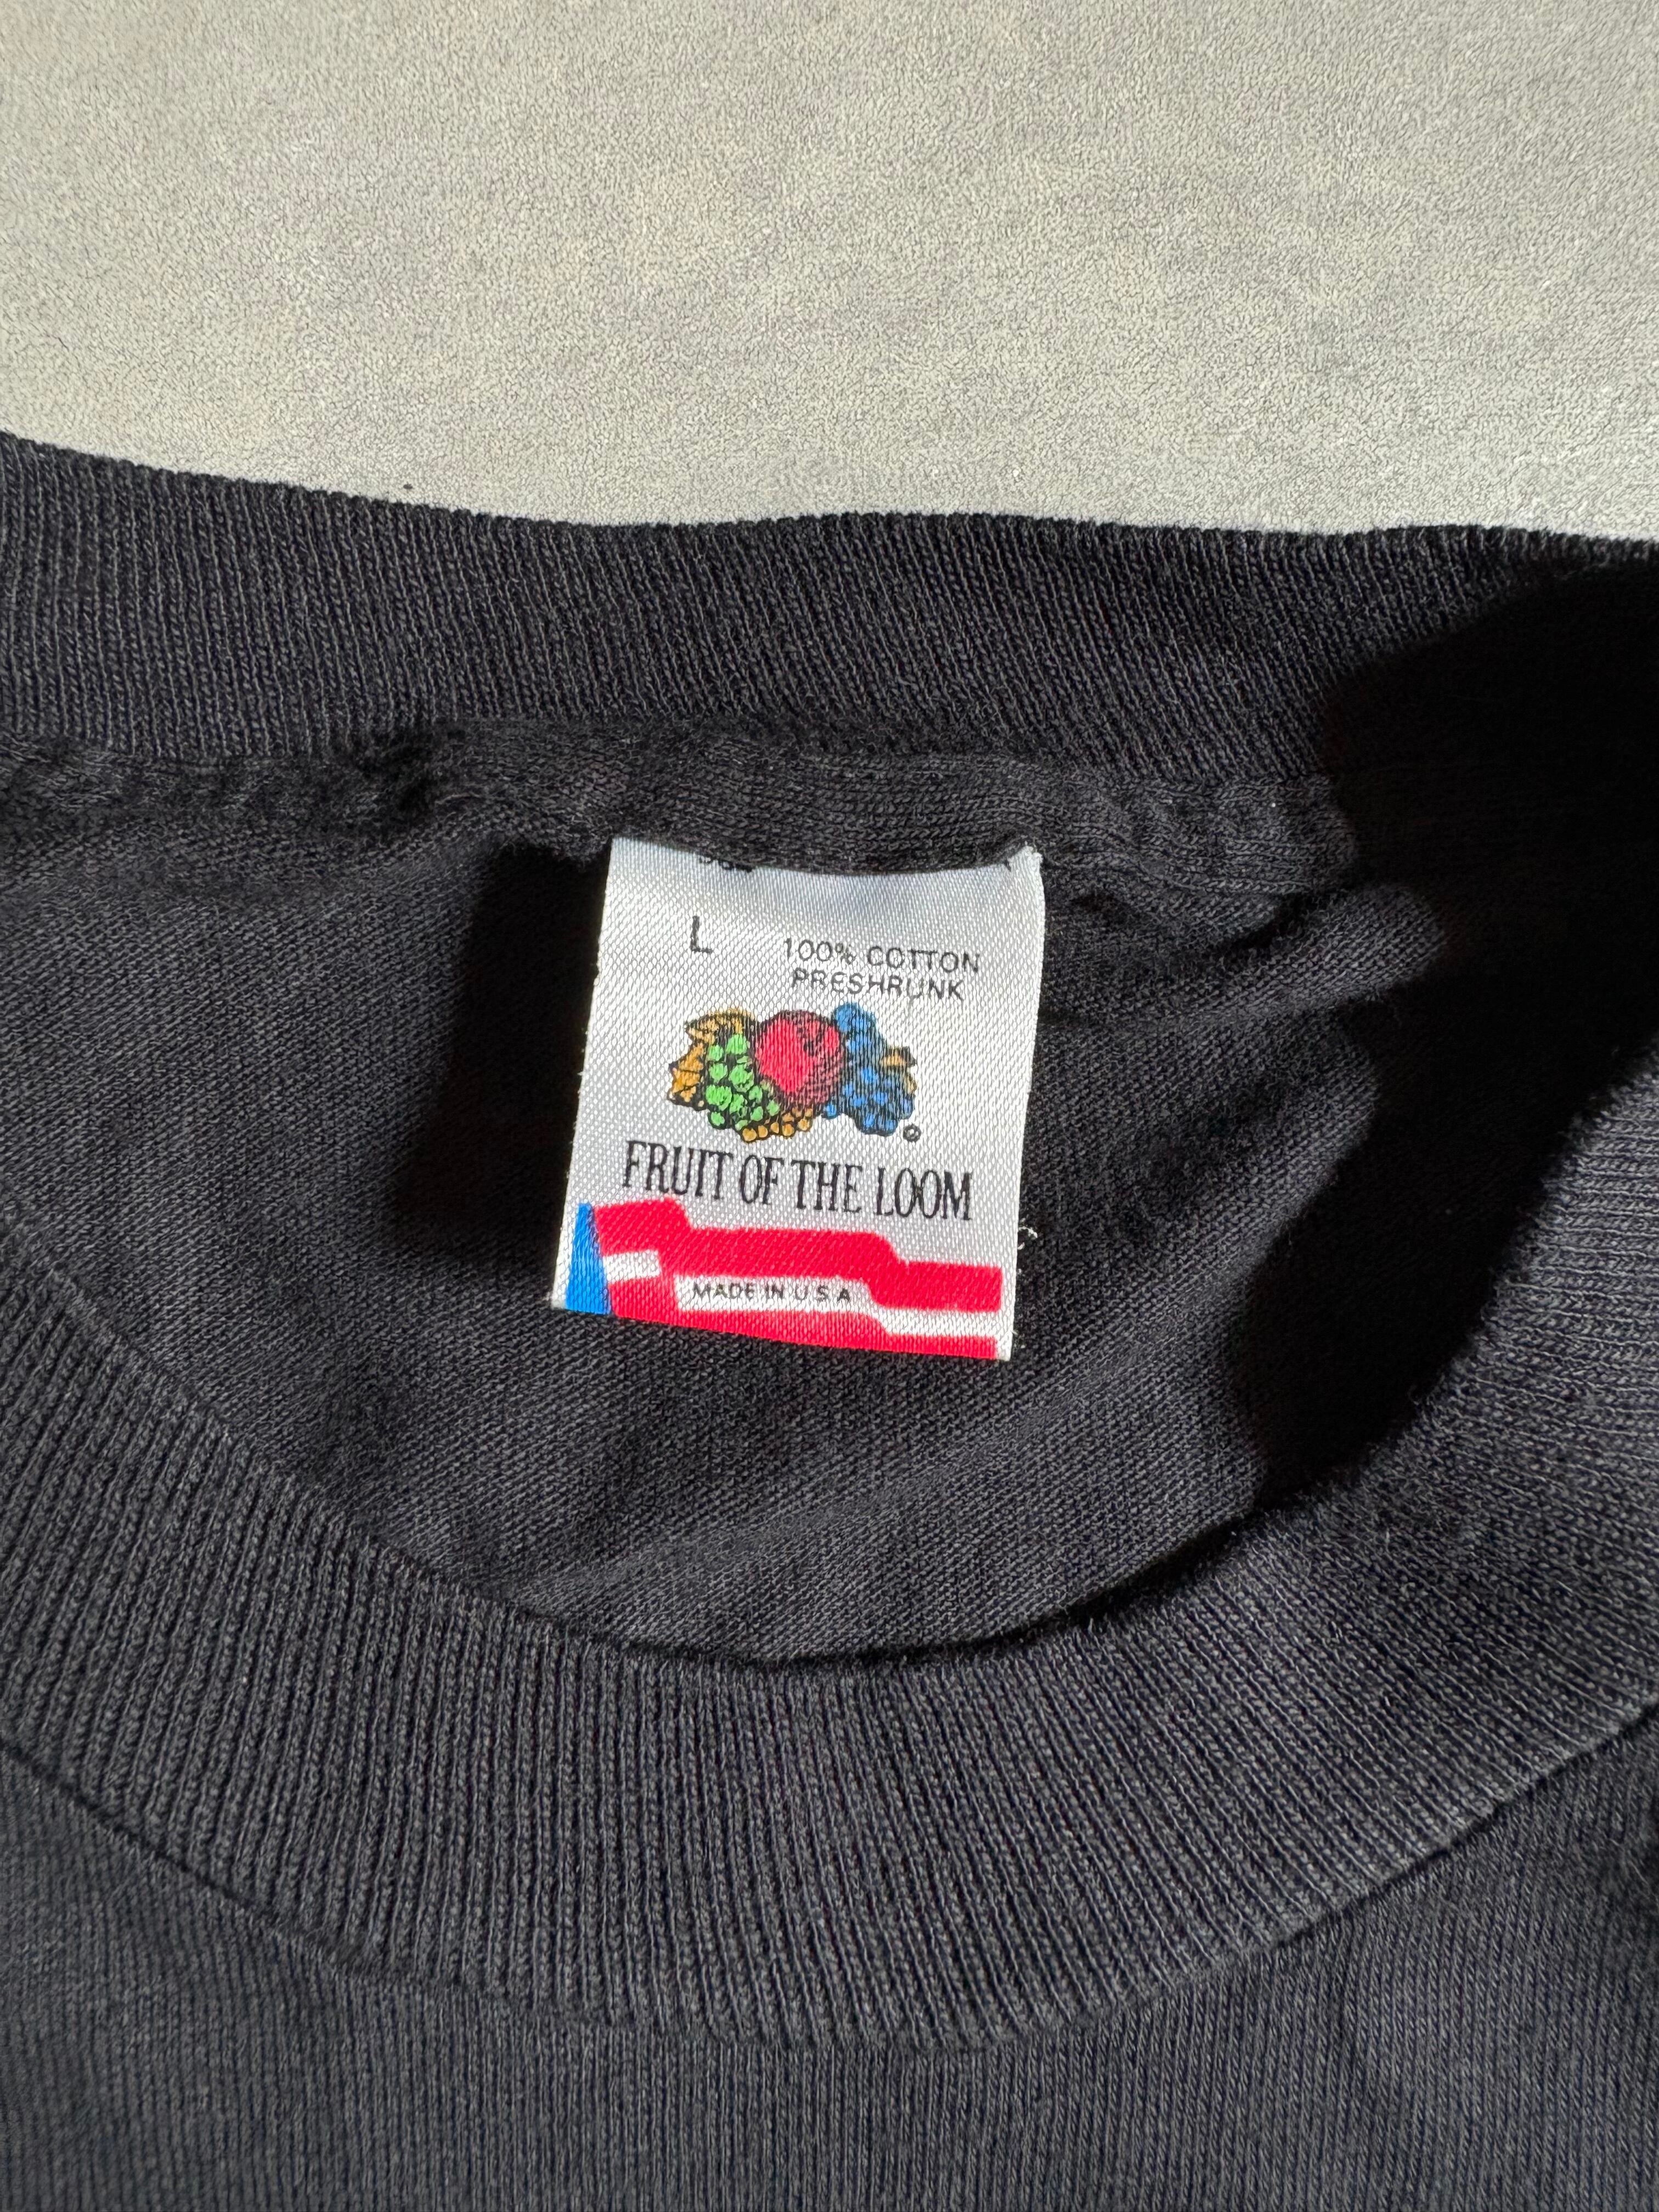 L
100% COTTON
PRESHRUNK
®
FRUIT OF THE LOOM
MADE IN U S A